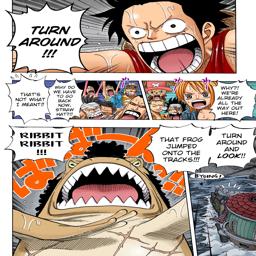 TURN
AROUND
!!!
WHY?!
WE'RE
ALREADY
ALL THE
WAY OUT
HERE!
WHY DO
WE HAVE
TO GO
BACK
NOW,
STRAW
HAT?!
THAT'S
NOT WHAT
I MEANT!!
TURN
AROUND
AND
LOOK!!
THAT FROG
JUMPED
ONTO THE
TRACKS!!!
RIBBIT
RIBBIT
!!!